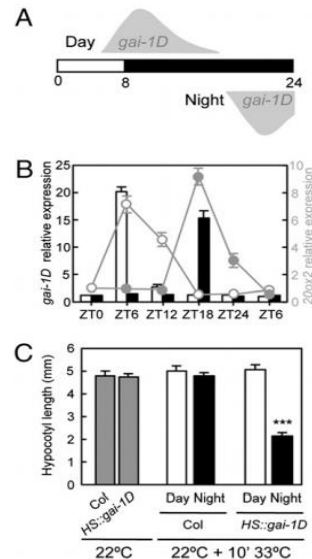 A
Day gai-1D
0 8 24
Night gai-1D
B
gai-1D relative expression
25
20
15
10
5
0
10
8
6
4
2
0
20ox2 relative expression
ZT0 ZT6 ZT12 ZT18 ZT24 ZT6
C
Hypocotyl length (mm)
6
5
4
3
2
1
0
***
Col HS::gai-1D Day Night Day Night
Col HS::gai-1D
22ºC 22ºC + 10' 33ºC